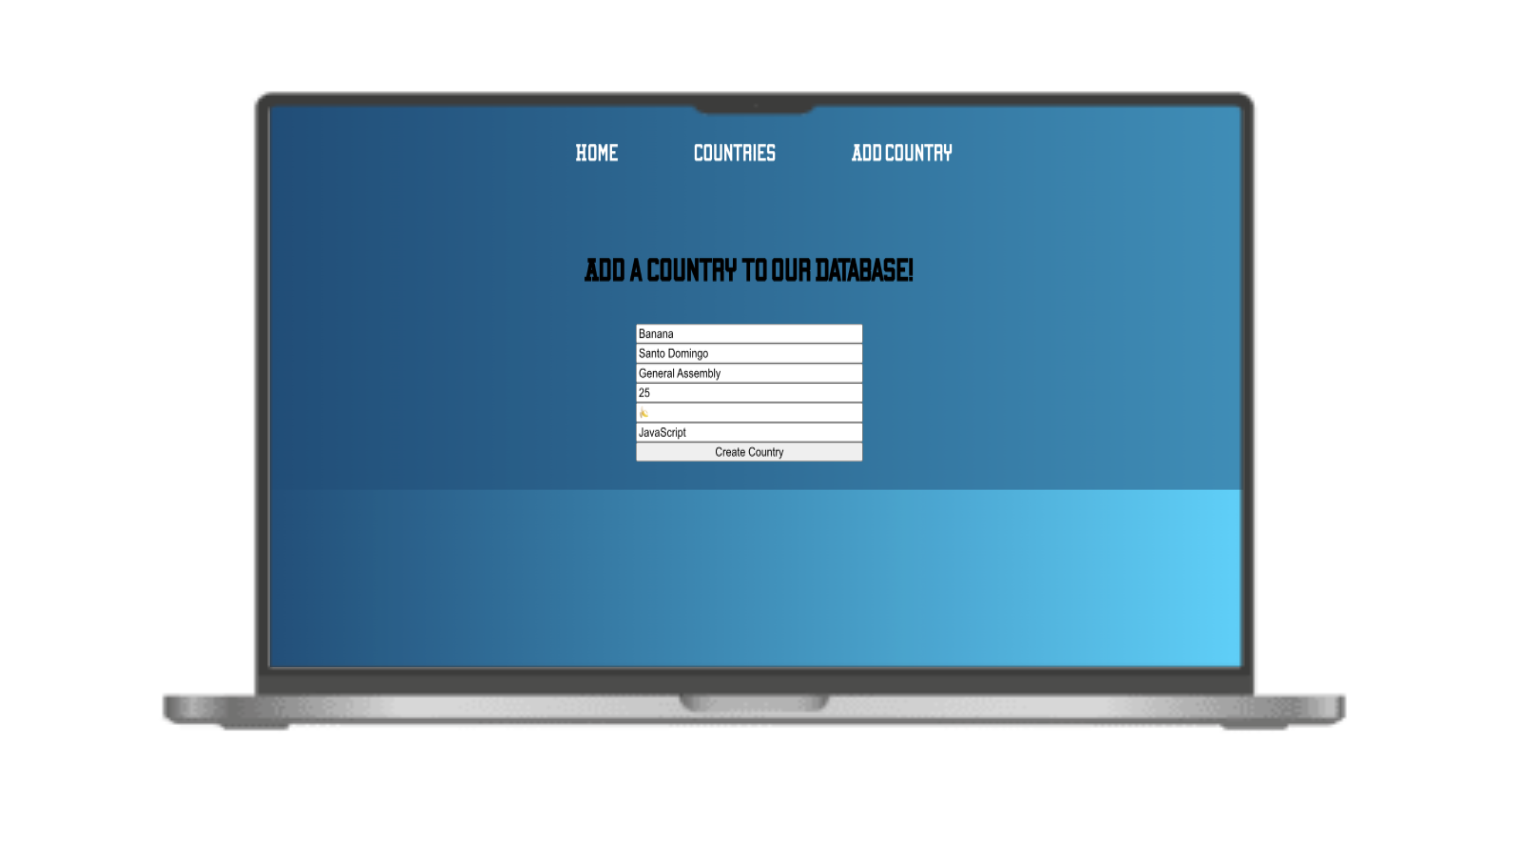 HOME COUNTRIES ADD COUNTRY
ADD A COUNTRY TO OUR DATABASE!
Banana
Santo Domingo
General Assembly
25
🍌
JavaScript
Create Country